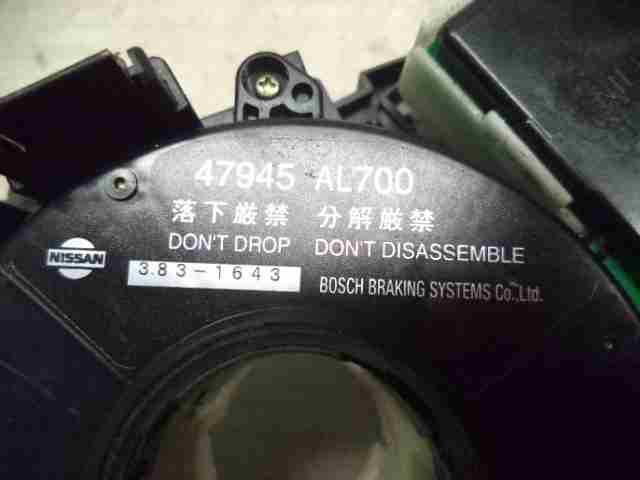 47945 AL700
落下厳禁 分解厳禁
DON'T DROP DON'T DISASSEMBLE
NISSAN
3.83-1643
BOSCH BRAKING SYSTEMS Co.,Ltd.